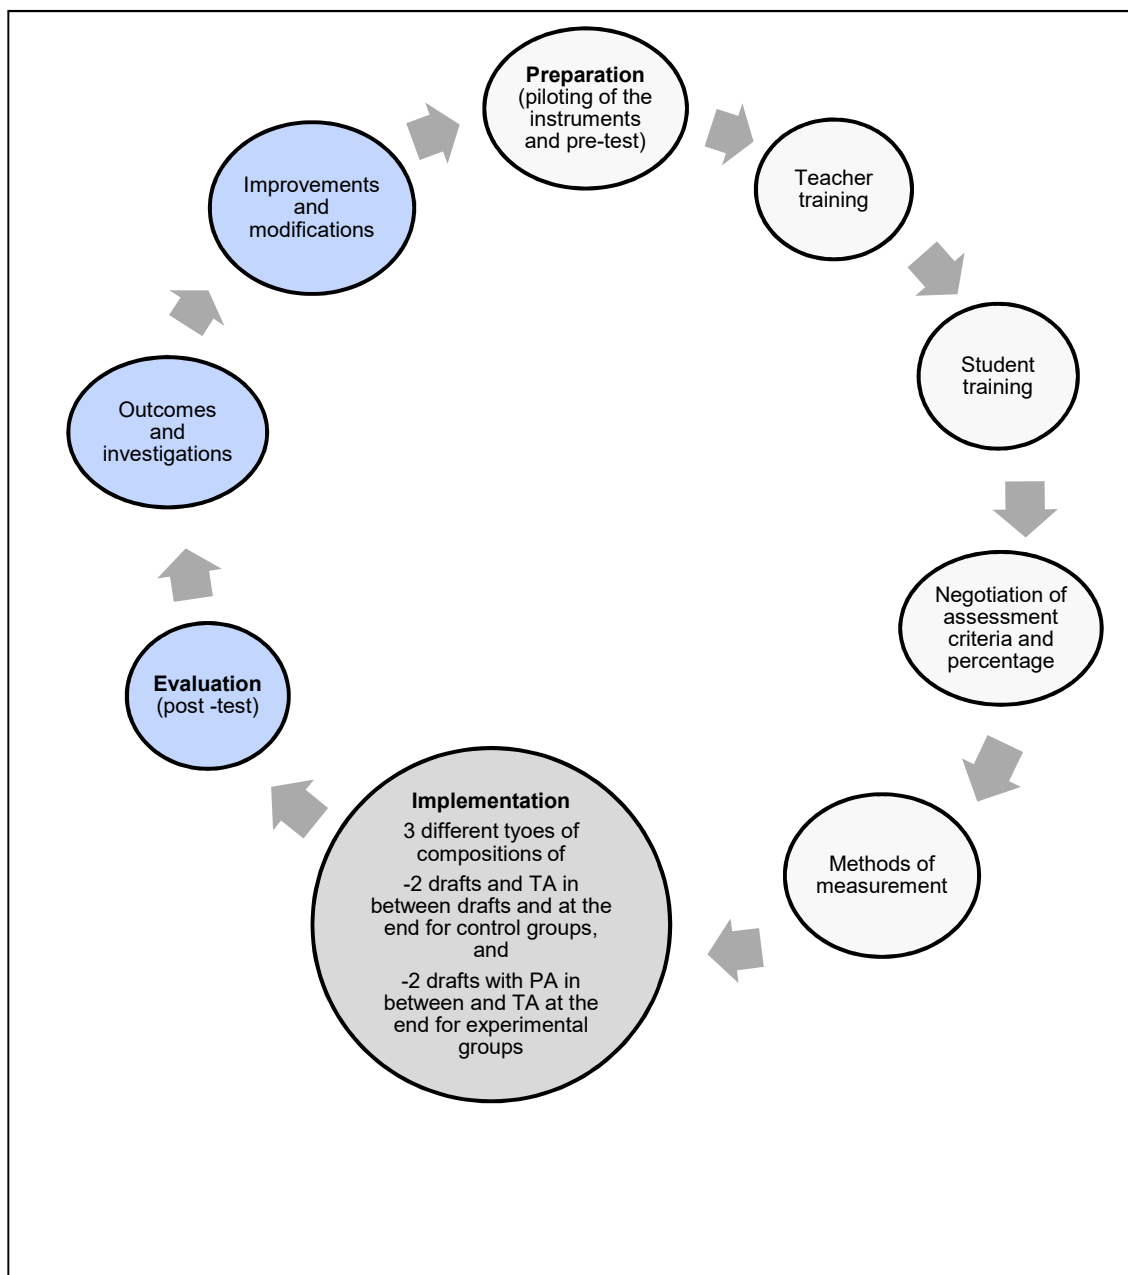 Preparation
(piloting of the
instruments
and pre-test)
Teacher
training
Student
training
Negotiation of
assessment
criteria and
percentage
Methods of
measurement
Implementation
3 different tyoes of
compositions of
-2 drafts and TA in
between drafts and at the
end for control groups,
and
-2 drafts with PA in
between and TA at the
end for experimental
groups
Evaluation
(post -test)
Outcomes
and
investigations
Improvements
and
modifications